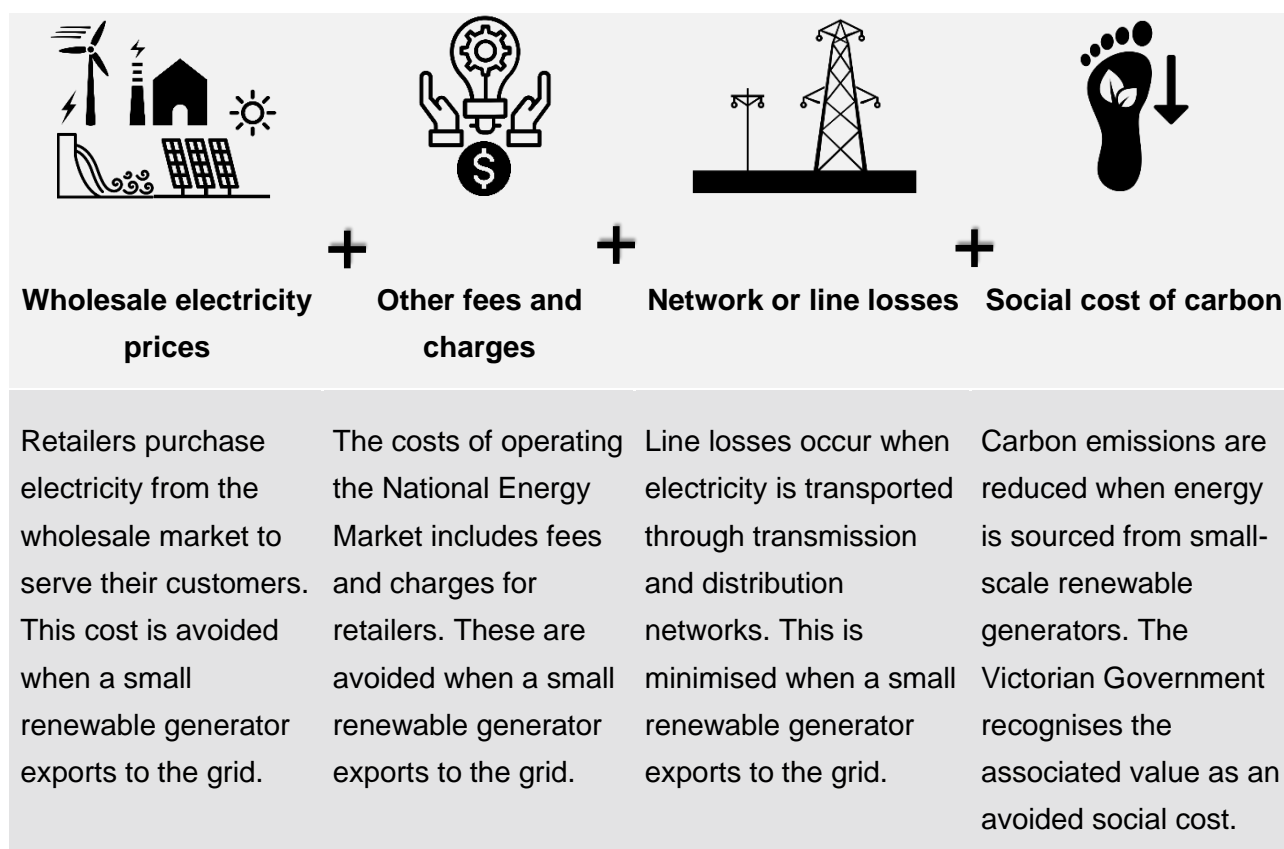 $
+ + +
Wholesale electricity
prices
Other fees and
charges
Network or line losses
Social cost of carbon
Retailers purchase
electricity from the
wholesale market to
serve their customers.
This cost is avoided
when a small
renewable generator
exports to the grid.
The costs of operating
the National Energy
Market includes fees
and charges for
retailers. These are
avoided when a small
renewable generator
exports to the grid.
Line losses occur when
electricity is transported
through transmission
and distribution
networks. This is
minimised when a small
renewable generator
exports to the grid.
Carbon emissions are
reduced when energy
is sourced from small-
scale renewable
generators. The
Victorian Government
recognises the
associated value as an
avoided social cost.